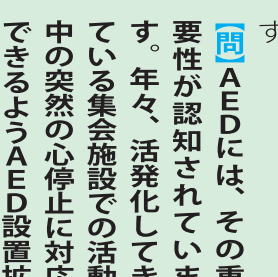 す
【問】AEDには、その重
要性が認知されていま
す。年々、活発化してき
ている集会施設での活動
中の突然の心停止に対応
できるようAED設置拡